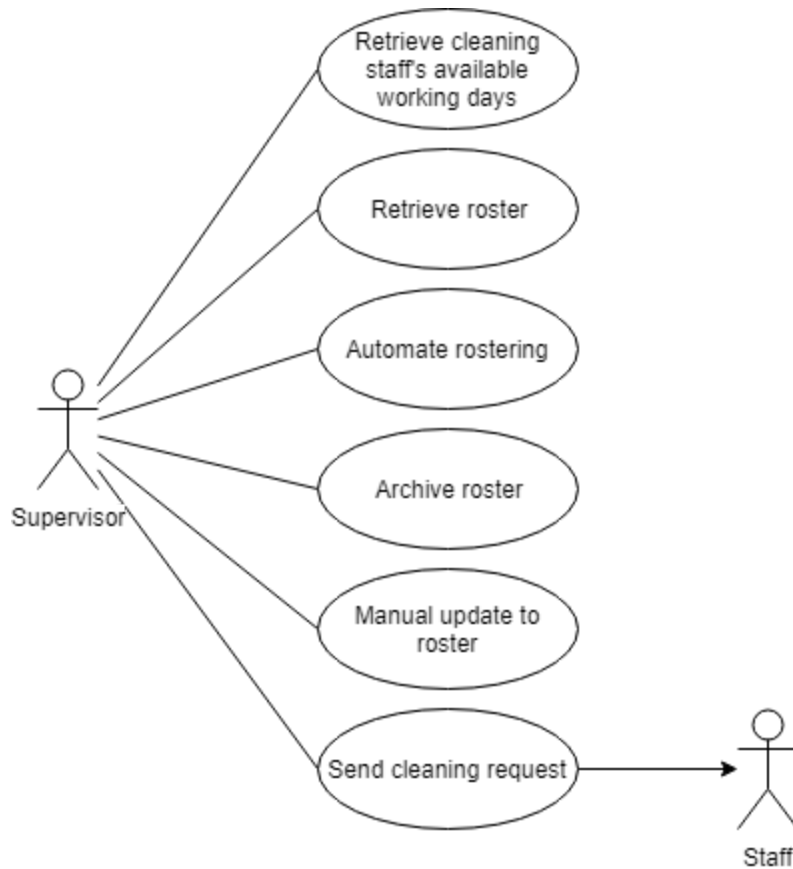 Retrieve cleaning
staff's available
working days
Retrieve roster
Automate rostering
Archive roster
Supervisor
Manual update to
roster
Send cleaning request
Staff